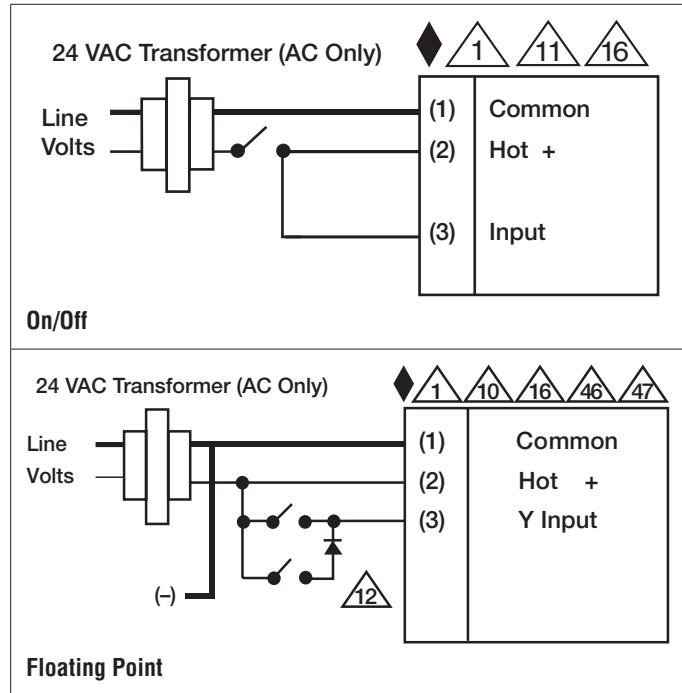 24 VAC Transformer (AC Only)
1
11
16
Line
Volts
(1) Common
(2) Hot +
(3) Input
On/Off
24 VAC Transformer (AC Only)
1
10
16
46
47
Line
Volts
(1) Common
(2) Hot +
(3) Y Input
(–)
12
Floating Point